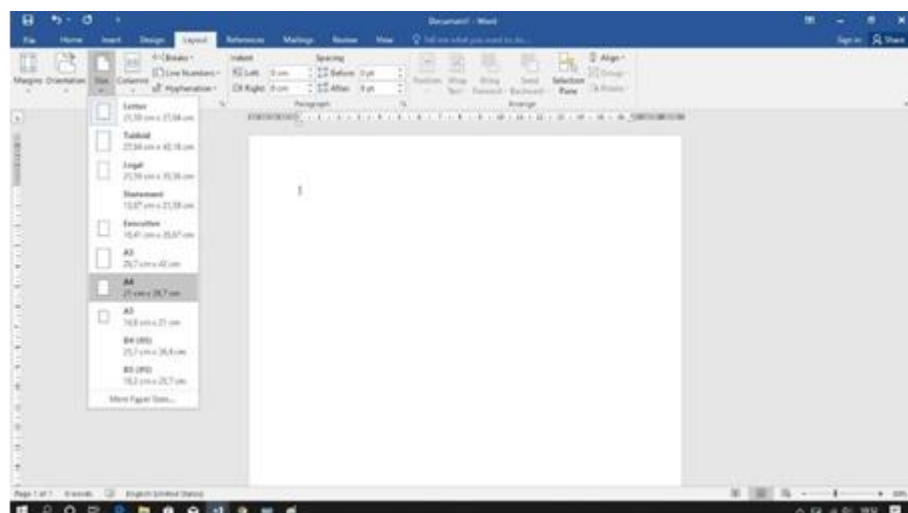 Document1 - Word
File Home Insert Design Layout References Mailings Review View Tell me what you want to do... Sign in Share
Breaks Indent Spacing Align
Line Numbers Left: 0 cm Before: 0 pt Group
Margins Orientation Size Columns Hyphenation Right: 0 cm After: 0 pt Position Wrap Bring Send Selection Rotate
Text Forward Backward Pane
Paragraph Arrange
Letter
21,59 cm x 27,94 cm
Tabloid
27,94 cm x 43,18 cm
Legal
21,59 cm x 35,56 cm
Statement
13,97 cm x 21,59 cm
Executive
18,41 cm x 26,67 cm
A3
29,7 cm x 42 cm
A4
21 cm x 29,7 cm
A5
14,8 cm x 21 cm
B4 (JIS)
25,7 cm x 36,4 cm
B5 (JIS)
18,2 cm x 25,7 cm
More Paper Sizes...
Page 1 of 1 0 words English (United States)